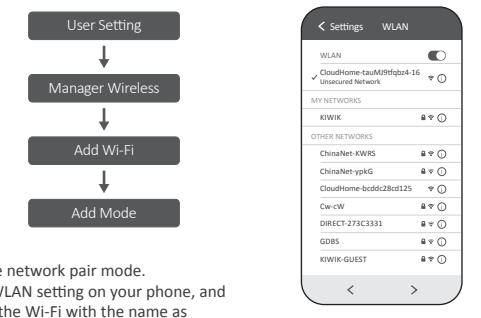 User Setting
Manager Wireless
Add Wi-Fi
Add Mode
e network pair mode.
VLAN setting on your phone, and
the Wi-Fi with the name as
Settings WLAN
WLAN
CloudHome-tauMJ9tfqbz4-16
Unsecured Network
MY NETWORKS
KIWIK
OTHER NETWORKS
ChinaNet-KWRS
ChinaNet-ypkG
CloudHome-bcddc28cd125
Cw-cW
DIRECT-273C3331
GDBS
KIWIK-GUEST